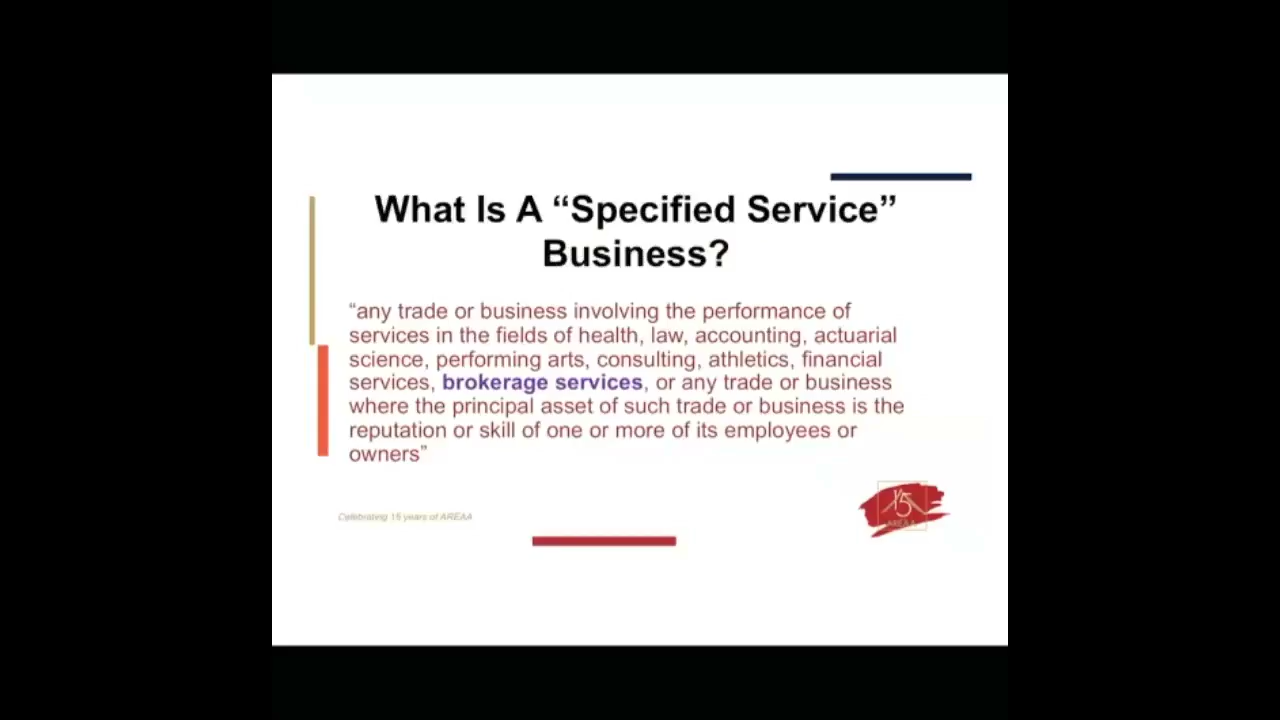 What Is A “Specified Service”
Business?
“any trade or business involving the performance of
services in the fields of health, law, accounting, actuarial
science, performing arts, consulting, athletics, financial
services, brokerage services, or any trade or business
where the principal asset of such trade or business is the
reputation or skill of one or more of its employees or
owners”
Celebrating 15 years of AREAA
15
AREAA